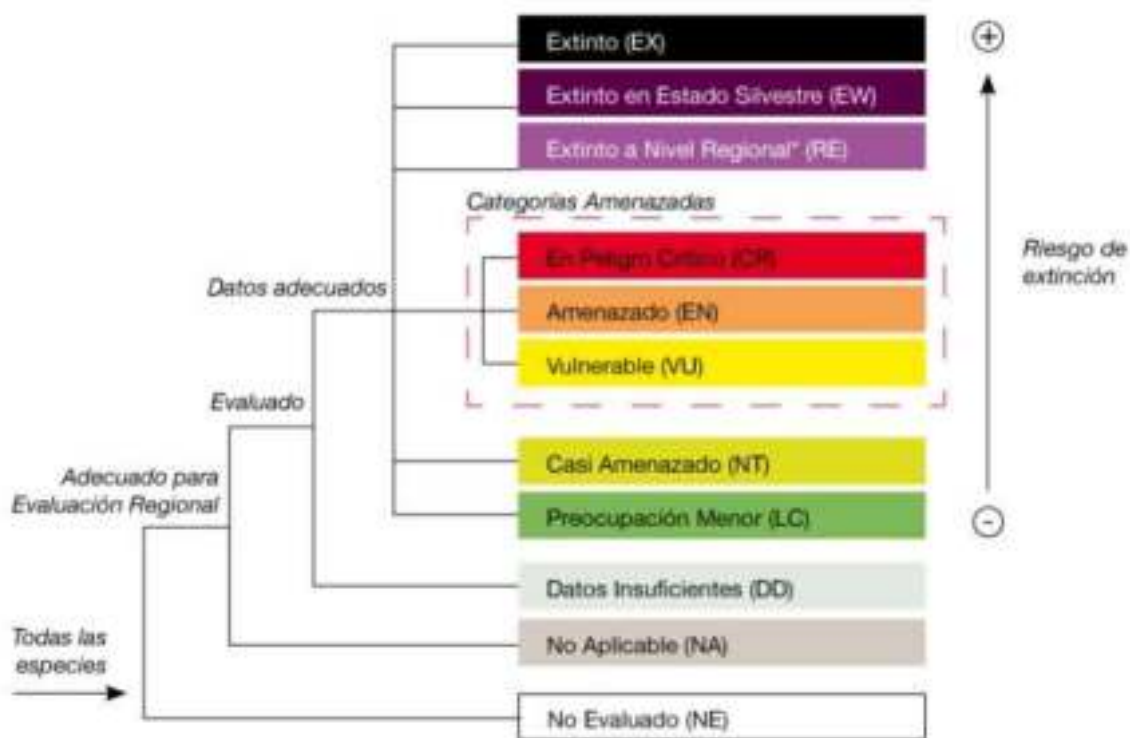 Extinto (EX)
Extinto en Estado Silvestre (EW)
Extinto a Nivel Regional* (RE)
Categorías Amenazadas
En Peligro Crítico (CR)
Amenazado (EN)
Vulnerable (VU)
Casi Amenazado (NT)
Preocupación Menor (LC)
Datos Insuficientes (DD)
No Aplicable (NA)
No Evaluado (NE)
Datos adecuados
Evaluado
Adecuado para
Evaluación Regional
Todas las
especies
+
Riesgo de
extinción
-